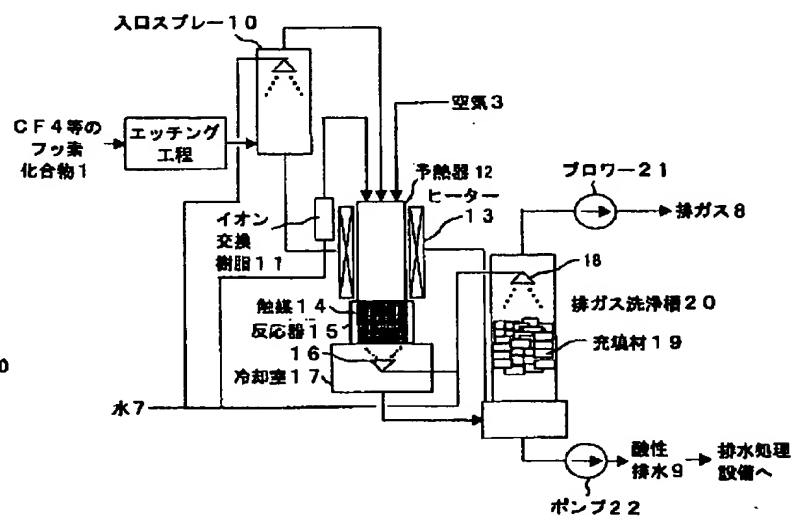 入口スプレー10
空気3
CF4等の
フッ素
化合物1
エッチング
工程
予熱器12
ヒーター
13
ブロワー21
排ガス8
イオン
交換
樹脂11
18
排ガス洗浄槽20
触媒14
反応器15
16
冷却室17
充填材19
0
水7
酸性
排水9
排水処理
設備へ
ポンプ22